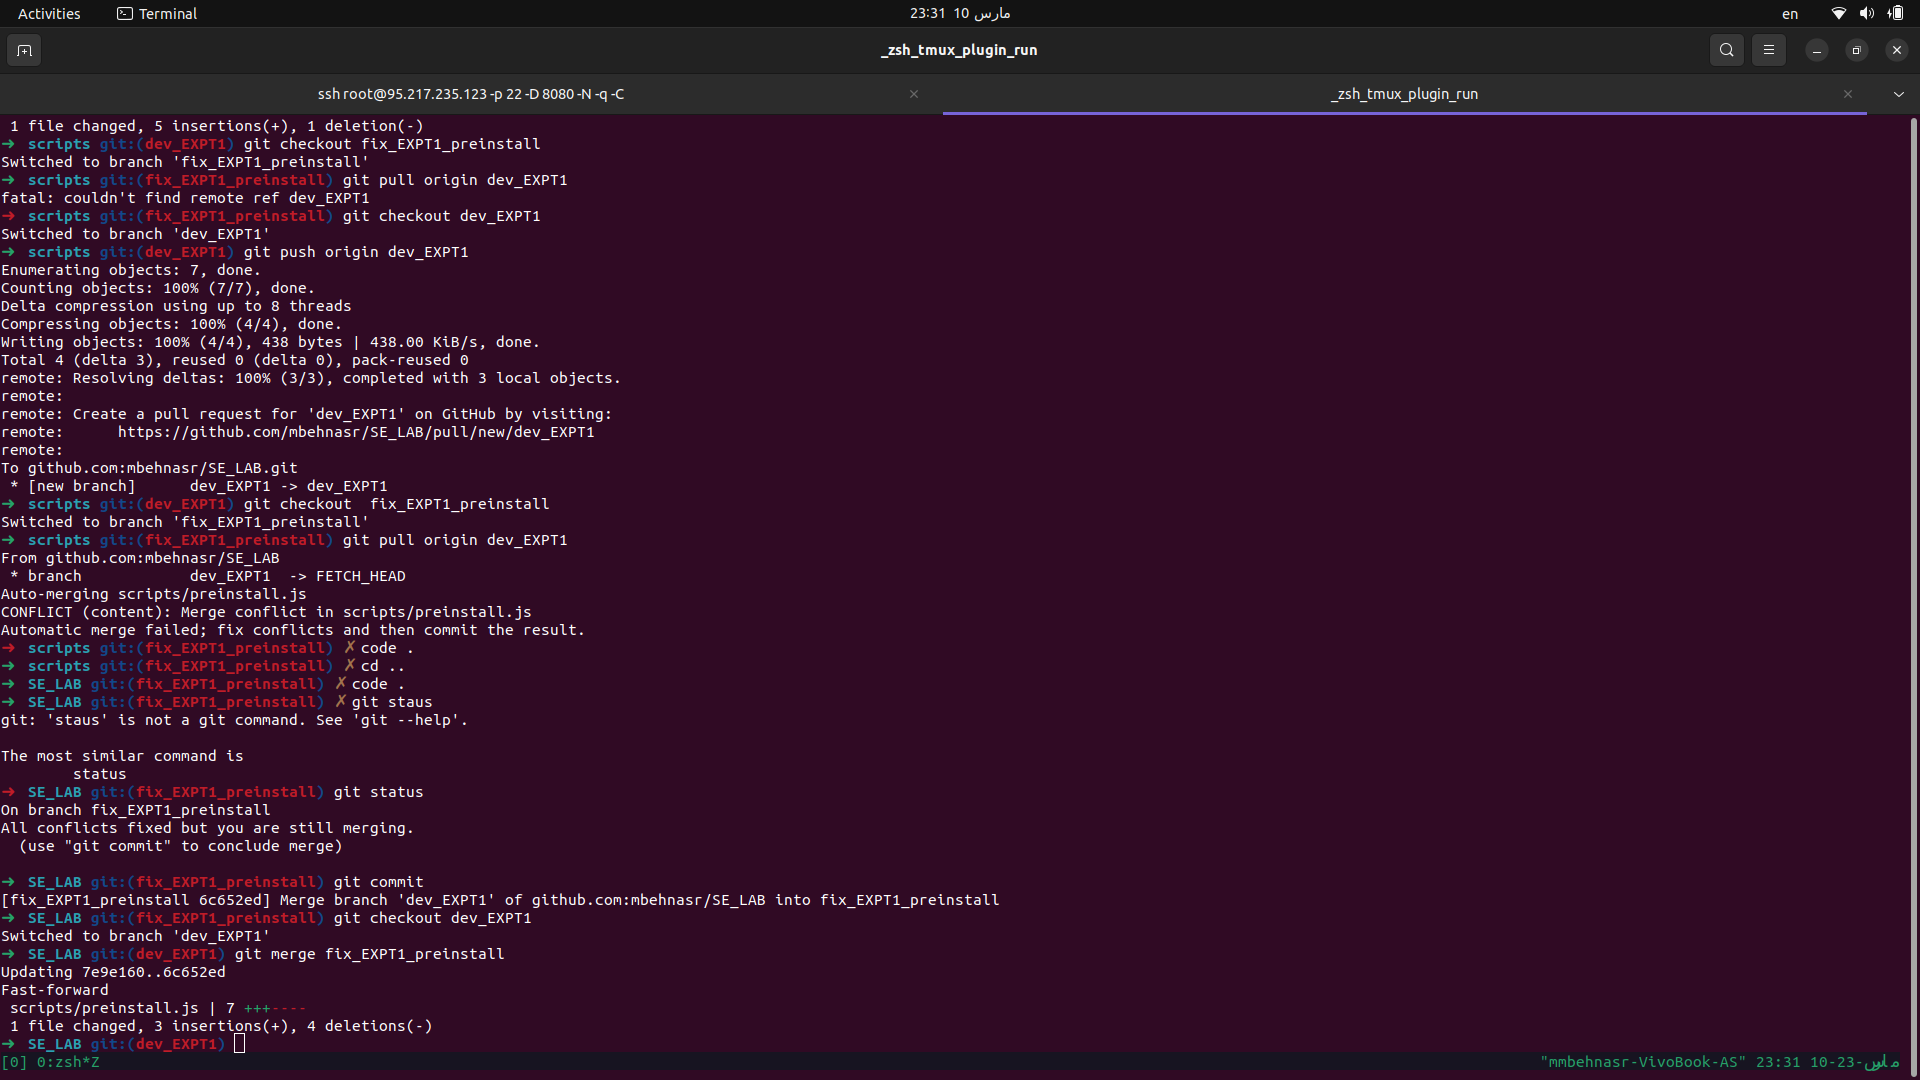 Activities Terminal 23:31 10 مارس en
_zsh_tmux_plugin_run
ssh root@95.217.235.123 -p 22 -D 8080 -N -q -C _zsh_tmux_plugin_run
1 file changed, 5 insertions(+), 1 deletion(-)
➜ scripts git:(dev_EXPT1) git checkout fix_EXPT1_preinstall
Switched to branch 'fix_EXPT1_preinstall'
➜ scripts git:(fix_EXPT1_preinstall) git pull origin dev_EXPT1
fatal: couldn't find remote ref dev_EXPT1
➜ scripts git:(fix_EXPT1_preinstall) git checkout dev_EXPT1
Switched to branch 'dev_EXPT1'
➜ scripts git:(dev_EXPT1) git push origin dev_EXPT1
Enumerating objects: 7, done.
Counting objects: 100% (7/7), done.
Delta compression using up to 8 threads
Compressing objects: 100% (4/4), done.
Writing objects: 100% (4/4), 438 bytes | 438.00 KiB/s, done.
Total 4 (delta 3), reused 0 (delta 0), pack-reused 0
remote: Resolving deltas: 100% (3/3), completed with 3 local objects.
remote:
remote: Create a pull request for 'dev_EXPT1' on GitHub by visiting:
remote:      https://github.com/mbehnasr/SE_LAB/pull/new/dev_EXPT1
remote:
To github.com:mbehnasr/SE_LAB.git
* [new branch]      dev_EXPT1 -> dev_EXPT1
➜ scripts git:(dev_EXPT1) git checkout  fix_EXPT1_preinstall
Switched to branch 'fix_EXPT1_preinstall'
➜ scripts git:(fix_EXPT1_preinstall) git pull origin dev_EXPT1
From github.com:mbehnasr/SE_LAB
* branch            dev_EXPT1  -> FETCH_HEAD
Auto-merging scripts/preinstall.js
CONFLICT (content): Merge conflict in scripts/preinstall.js
Automatic merge failed; fix conflicts and then commit the result.
➜ scripts git:(fix_EXPT1_preinstall) ✗ code .
➜ scripts git:(fix_EXPT1_preinstall) ✗ cd ..
➜ SE_LAB git:(fix_EXPT1_preinstall) ✗ code .
➜ SE_LAB git:(fix_EXPT1_preinstall) ✗ git staus
git: 'staus' is not a git command. See 'git --help'.
The most similar command is
status
➜ SE_LAB git:(fix_EXPT1_preinstall) git status
On branch fix_EXPT1_preinstall
All conflicts fixed but you are still merging.
(use "git commit" to conclude merge)
➜ SE_LAB git:(fix_EXPT1_preinstall) git commit
[fix_EXPT1_preinstall 6c652ed] Merge branch 'dev_EXPT1' of github.com:mbehnasr/SE_LAB into fix_EXPT1_preinstall
➜ SE_LAB git:(fix_EXPT1_preinstall) git checkout dev_EXPT1
Switched to branch 'dev_EXPT1'
➜ SE_LAB git:(dev_EXPT1) git merge fix_EXPT1_preinstall
Updating 7e9e160..6c652ed
Fast-forward
scripts/preinstall.js | 7 +++----
1 file changed, 3 insertions(+), 4 deletions(-)
➜ SE_LAB git:(dev_EXPT1)
[0] 0:zsh*Z "mmbehnasr-VivoBook-AS" 23:31 10-مارس-23